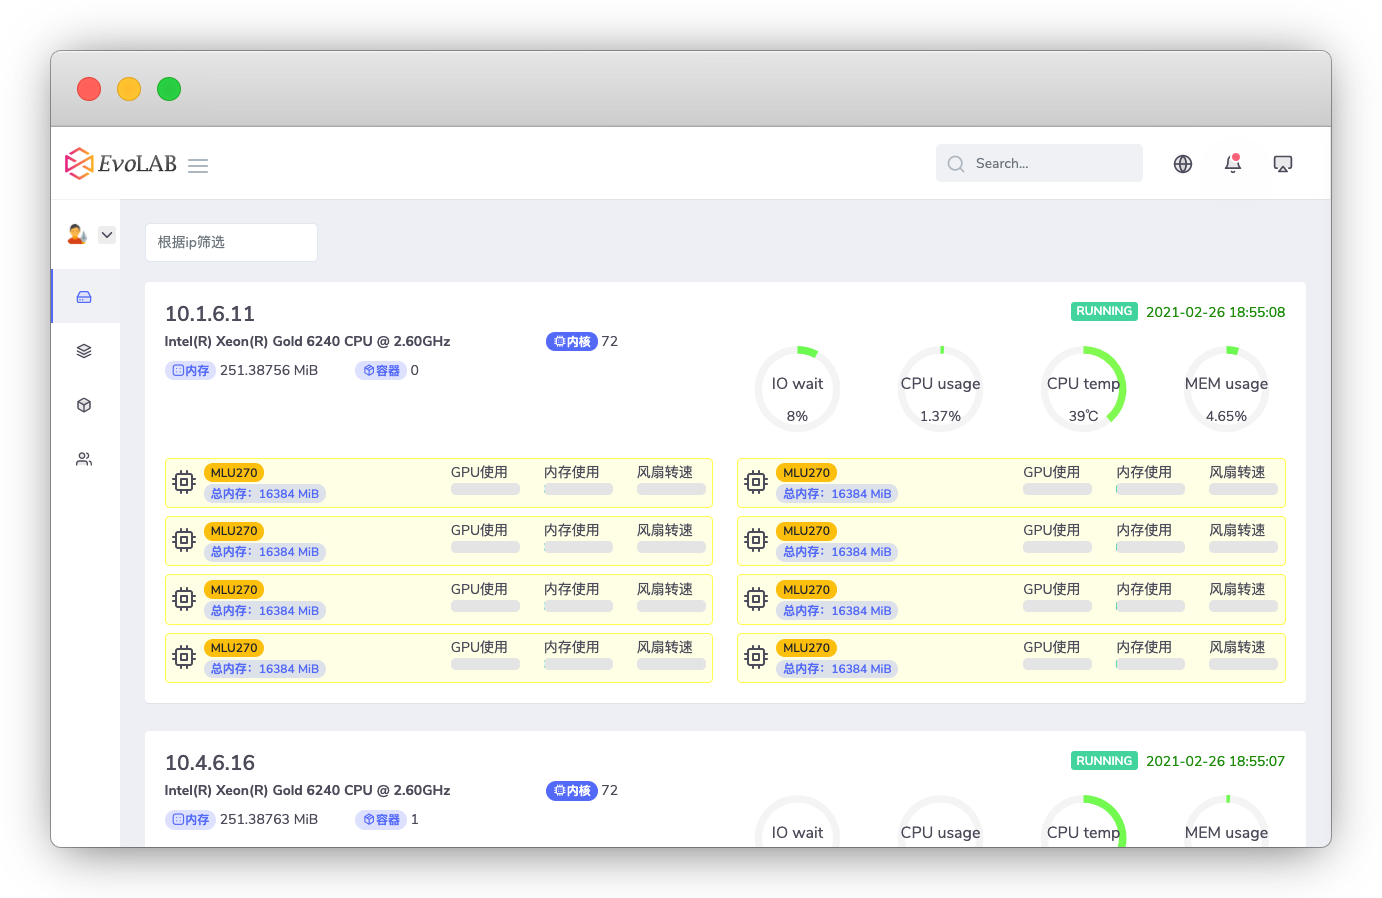 EvoLAB
Search...
根据ip筛选
10.1.6.11
RUNNING 2021-02-26 18:55:08
Intel(R) Xeon(R) Gold 6240 CPU @ 2.60GHz
内核 72
内存 251.38756 MiB
容器 0
IO wait
8%
CPU usage
1.37%
CPU temp
39℃
MEM usage
4.65%
MLU270 GPU使用 内存使用 风扇转速
总内存：16384 MiB
MLU270 GPU使用 内存使用 风扇转速
总内存：16384 MiB
MLU270 GPU使用 内存使用 风扇转速
总内存：16384 MiB
MLU270 GPU使用 内存使用 风扇转速
总内存：16384 MiB
MLU270 GPU使用 内存使用 风扇转速
总内存：16384 MiB
MLU270 GPU使用 内存使用 风扇转速
总内存：16384 MiB
MLU270 GPU使用 内存使用 风扇转速
总内存：16384 MiB
MLU270 GPU使用 内存使用 风扇转速
总内存：16384 MiB
10.4.6.16
RUNNING 2021-02-26 18:55:07
Intel(R) Xeon(R) Gold 6240 CPU @ 2.60GHz
内核 72
内存 251.38763 MiB
容器 1
IO wait
CPU usage
CPU temp
MEM usage